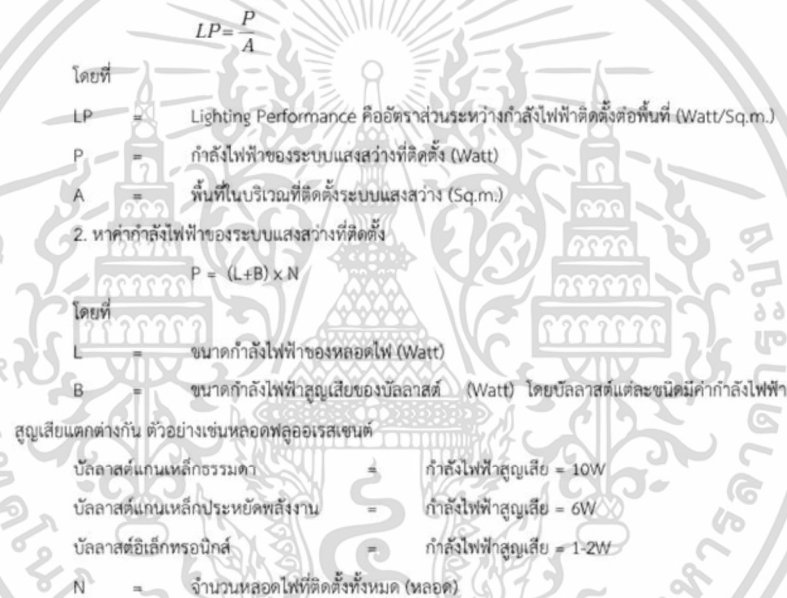 LP = P/A
โดยที่
LP = Lighting Performance คืออัตราส่วนระหว่างกำลังไฟฟ้าติดตั้งต่อพื้นที่ (Watt/Sq.m.)
P = กำลังไฟฟ้าของระบบแสงสว่างที่ติดตั้ง (Watt)
A = พื้นที่ในบริเวณที่ติดตั้งระบบแสงสว่าง (Sq.m.)
2. หาค่ากำลังไฟฟ้าของระบบแสงสว่างที่ติดตั้ง
P = (L+B) x N
โดยที่
L = ขนาดกำลังไฟฟ้าของหลอดไฟ (Watt)
B = ขนาดกำลังไฟฟ้าสูญเสียของบัลลาสต์ (Watt) โดยบัลลาสต์แต่ละชนิดมีค่ากำลังไฟฟ้า
สูญเสียแตกต่างกัน ตัวอย่างเช่นหลอดฟลูออเรสเซนต์
บัลลาสต์แกนเหล็กธรรมดา = กำลังไฟฟ้าสูญเสีย = 10W
บัลลาสต์แกนเหล็กประหยัดพลังงาน = กำลังไฟฟ้าสูญเสีย = 6W
บัลลาสต์อิเล็กทรอนิกส์ = กำลังไฟฟ้าสูญเสีย = 1-2W
N = จำนวนหลอดไฟที่ติดตั้งทั้งหมด (หลอด)